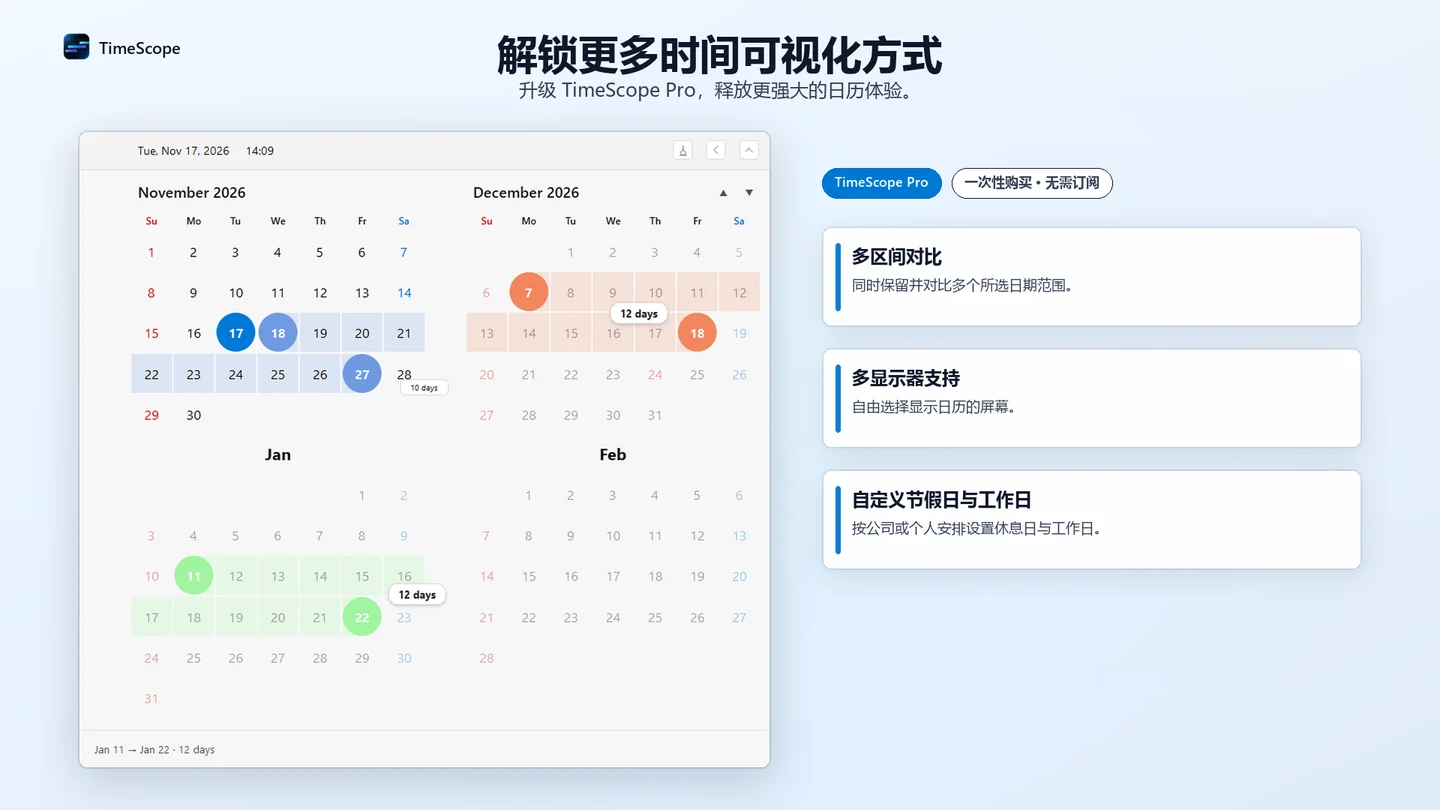 TimeScope
解锁更多时间可视化方式
升级 TimeScope Pro，释放更强大的日历体验。
Tue, Nov 17, 2026 14:09
November 2026
Su Mo Tu We Th Fr Sa
1 2 3 4 5 6 7
8 9 10 11 12 13 14
15 16 17 18 19 20 21
22 23 24 25 26 27 28
10 days
29 30
December 2026 ▲ ▼
Su Mo Tu We Th Fr Sa
1 2 3 4 5
6 7 8 9 10 11 12
12 days
13 14 15 16 17 18 19
20 21 22 23 24 25 26
27 28 29 30 31
Jan
1 2
3 4 5 6 7 8 9
10 11 12 13 14 15 16
12 days
17 18 19 20 21 22 23
24 25 26 27 28 29 30
31
Feb
1 2 3 4 5 6
7 8 9 10 11 12 13
14 15 16 17 18 19 20
21 22 23 24 25 26 27
28
Jan 11 → Jan 22 · 12 days
TimeScope Pro
一次性购买 · 无需订阅
多区间对比
同时保留并对比多个所选日期范围。
多显示器支持
自由选择显示日历的屏幕。
自定义节假日与工作日
按公司或个人安排设置休息日与工作日。